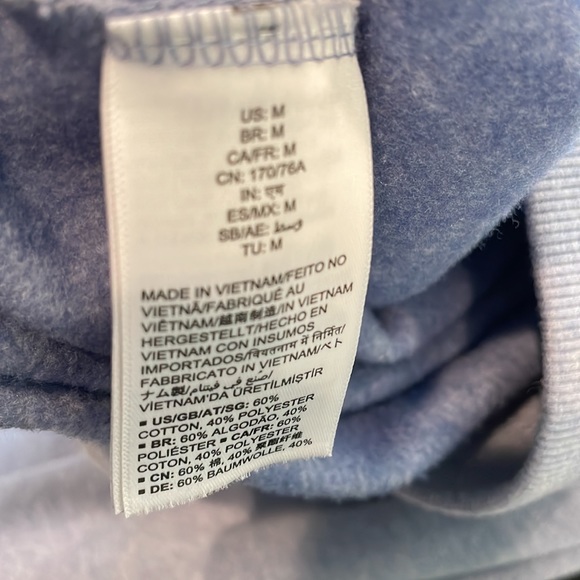 US: M
BR: M
CA/FR: M
CN: 170/76A
IN: एम
ES/MX: M
SB/AE: وسط
TU: M
MADE IN VIETNAM/FEITO NO
VIETNÃ/FABRIQUÉ AU
VIÊTNAM/越南制造/IN VIETNAM
HERGESTELLT/HECHO EN
VIETNAM CON INSUMOS
IMPORTADOS/वियतनाम में निर्मित/
FABBRICATO IN VIETNAM/ベト
ナム製/صنع في فيتنام/
VIETNAM'DA ÜRETİLMİŞTİR
■ US/GB/AT/SG: 60%
COTTON, 40% POLYESTER
■ BR: 60% ALGODÃO, 40%
POLIÉSTER ■ CA/FR: 60%
COTON, 40% POLYESTER
■ CN: 60% 棉, 40% 聚酯纤维
■ DE: 60% BAUMWOLLE, 40%